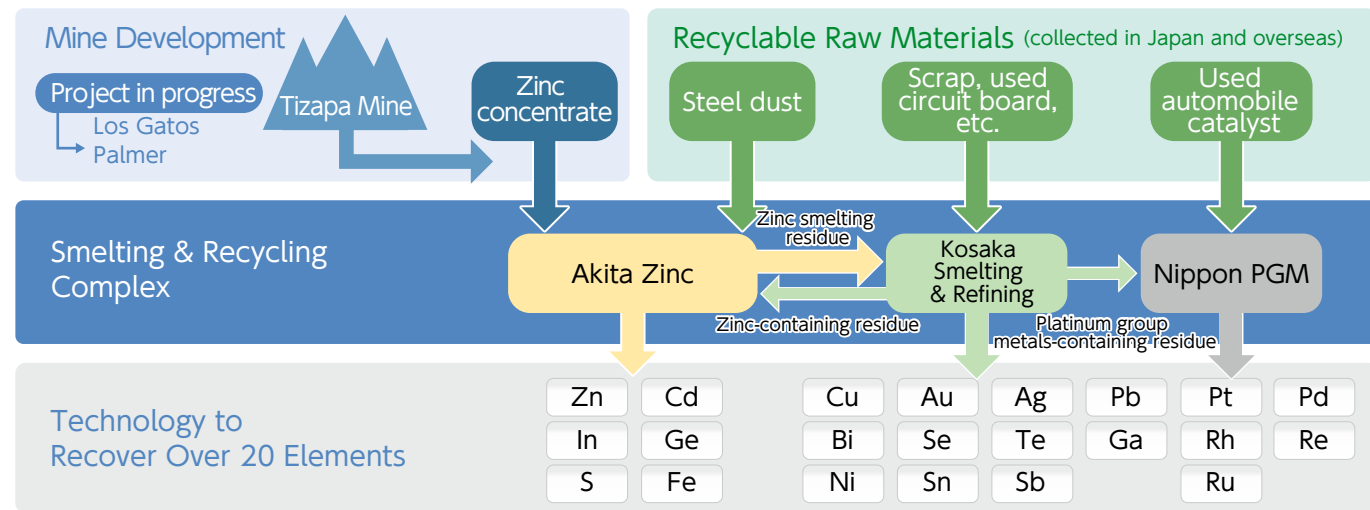 Mine Development
Project in progress
Los Gatos
Palmer
Tizapa Mine
Zinc
concentrate
Recyclable Raw Materials (collected in Japan and overseas)
Steel dust
Scrap, used
circuit board,
etc.
Used
automobile
catalyst
Smelting & Recycling
Complex
Akita Zinc
Zinc smelting
residue
Zinc-containing residue
Kosaka
Smelting
& Refining
Platinum group
metals-containing residue
Nippon PGM
Technology to
Recover Over 20 Elements
Zn Cd
In Ge
S Fe
Cu Au Ag Pb Pt Pd
Bi Se Te Ga Rh Re
Ni Sn Sb Ru